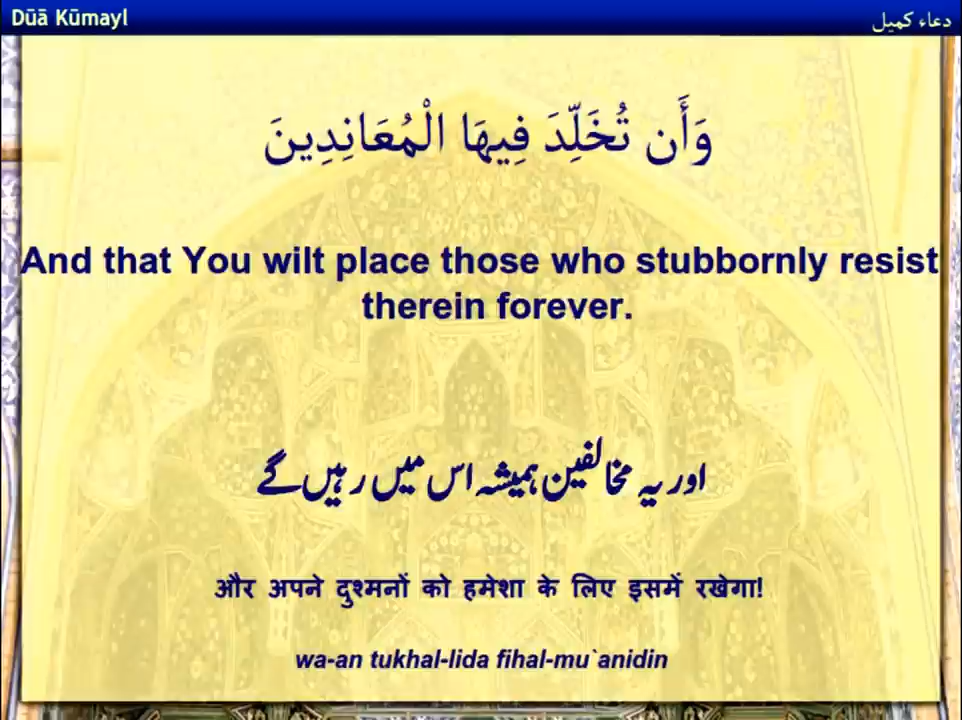 Dūā Kūmayl
دعاء كميل
وَأَن تُخَلِّدَ فِيهَا الْمُعَانِدِينَ
And that You wilt place those who stubbornly resist
therein forever.
اور یہ مخالفین ہمیشہ اس میں رہیں گے
और अपने दुश्मनों को हमेशा के लिए इसमें रखेगा!
wa-an tukhal-lida fihal-mu`anidin